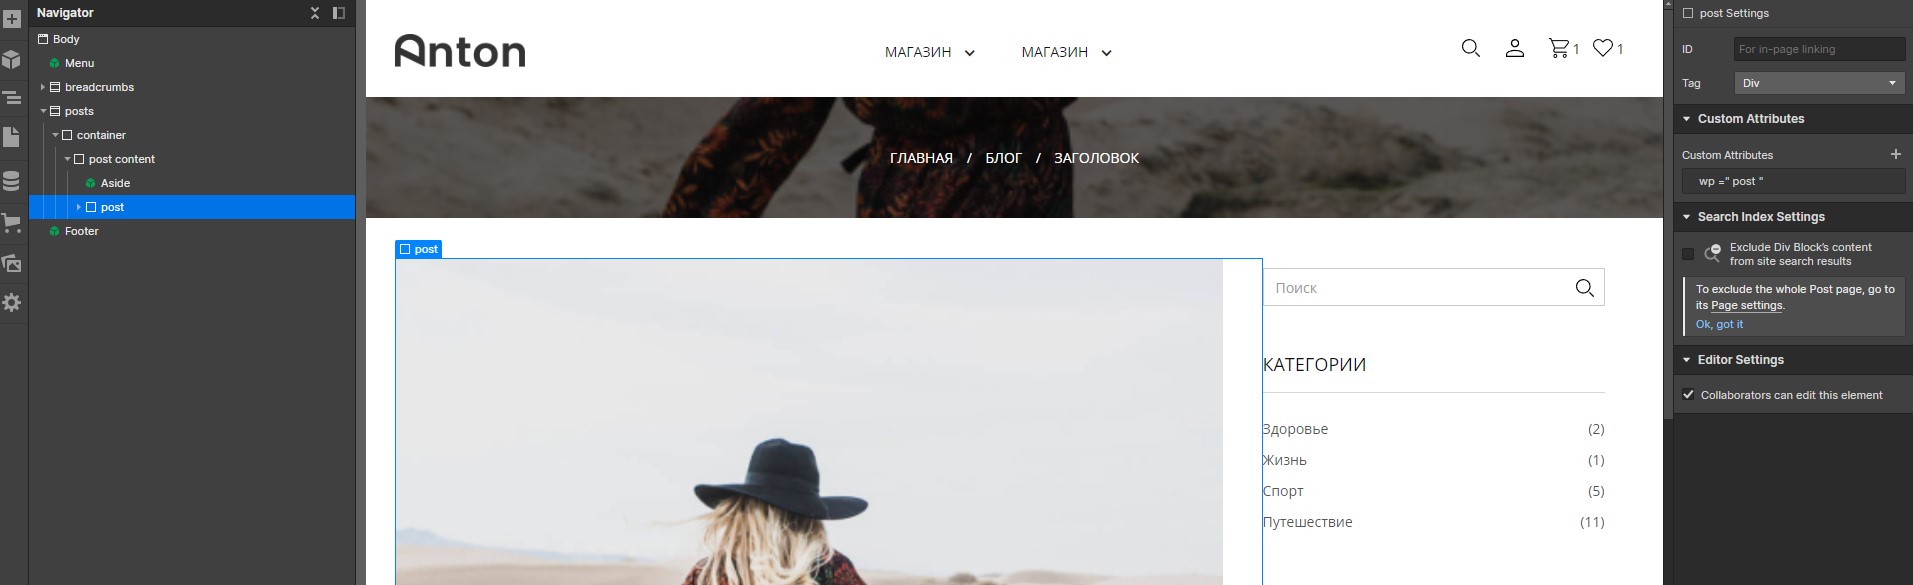 Navigator
Body
Menu
breadcrumbs
posts
container
post content
Aside
post
Footer
Anton
МАГАЗИН
МАГАЗИН
1
1
ГЛАВНАЯ / БЛОГ / ЗАГОЛОВОК
post
Поиск
КАТЕГОРИИ
Здоровье (2)
Жизнь (1)
Спорт (5)
Путешествие (11)
post Settings
ID For in-page linking
Tag Div
Custom Attributes
Custom Attributes
wp =" post "
Search Index Settings
Exclude Div Block's content
from site search results
To exclude the whole Post page, go to
its Page settings.
Ok, got it
Editor Settings
Collaborators can edit this element